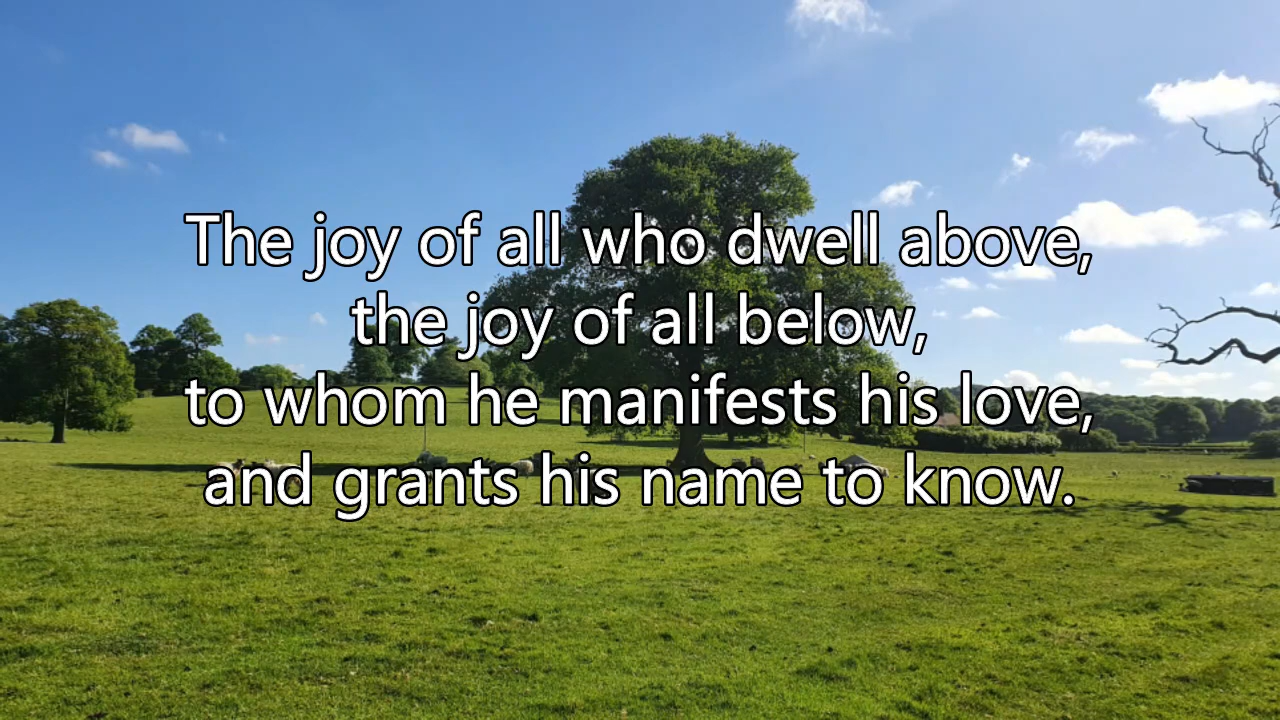 The joy of all who dwell above,
the joy of all below,
to whom he manifests his love,
and grants his name to know.